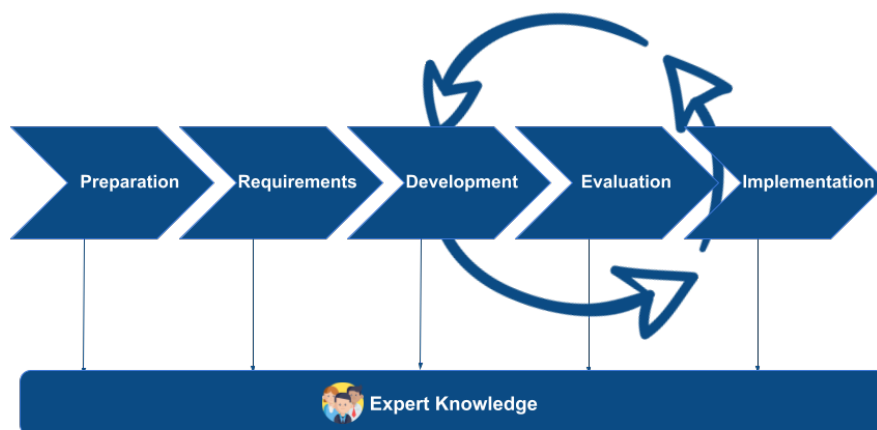 Preparation
Requirements
Development
Evaluation
Implementation
Expert Knowledge